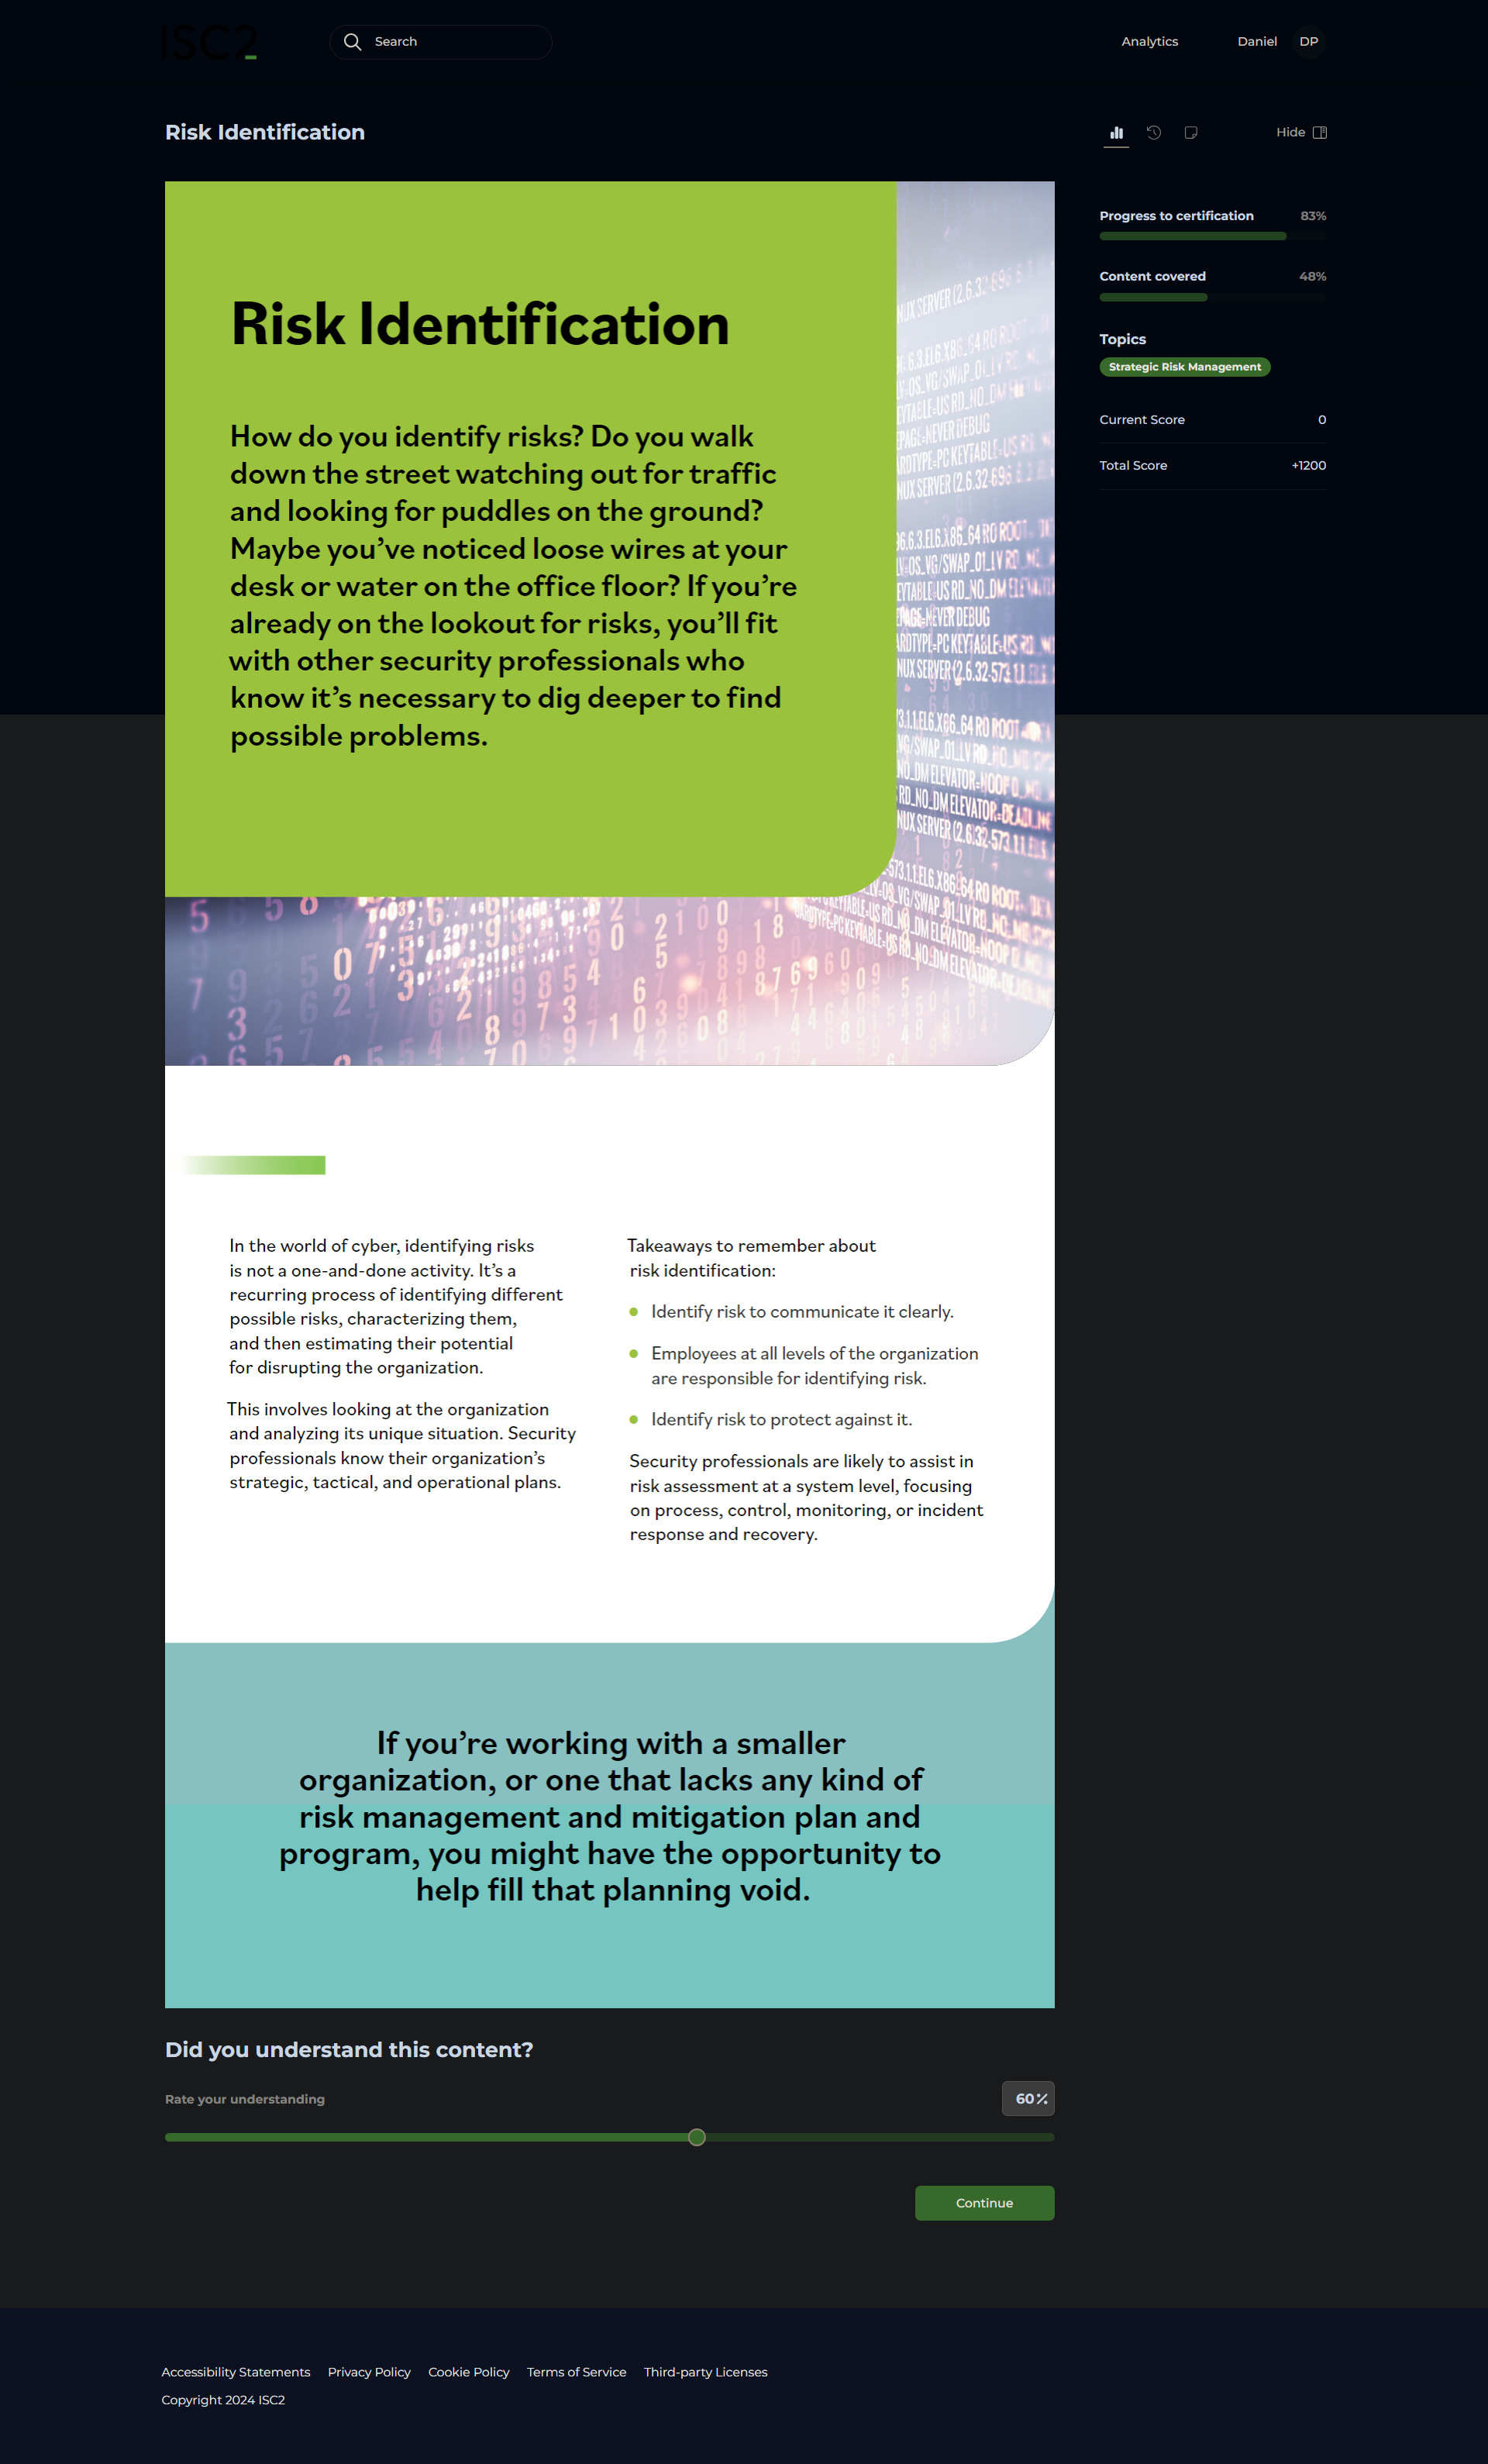 ISC2
Search
Analytics
Daniel
DP
Risk Identification
Hide
Progress to certification 83%
Content covered 48%
Topics
Strategic Risk Management
Current Score 0
Total Score +1200
Risk Identification
How do you identify risks? Do you walk
down the street watching out for traffic
and looking for puddles on the ground?
Maybe you’ve noticed loose wires at your
desk or water on the office floor? If you’re
already on the lookout for risks, you’ll fit
with other security professionals who
know it’s necessary to dig deeper to find
possible problems.
In the world of cyber, identifying risks
is not a one-and-done activity. It’s a
recurring process of identifying different
possible risks, characterizing them,
and then estimating their potential
for disrupting the organization.
This involves looking at the organization
and analyzing its unique situation. Security
professionals know their organization’s
strategic, tactical, and operational plans.
Takeaways to remember about
risk identification:
Identify risk to communicate it clearly.
Employees at all levels of the organization
are responsible for identifying risk.
Identify risk to protect against it.
Security professionals are likely to assist in
risk assessment at a system level, focusing
on process, control, monitoring, or incident
response and recovery.
If you’re working with a smaller
organization, or one that lacks any kind of
risk management and mitigation plan and
program, you might have the opportunity to
help fill that planning void.
Did you understand this content?
Rate your understanding
60%
Continue
Accessibility Statements Privacy Policy Cookie Policy Terms of Service Third-party Licenses
Copyright 2024 ISC2